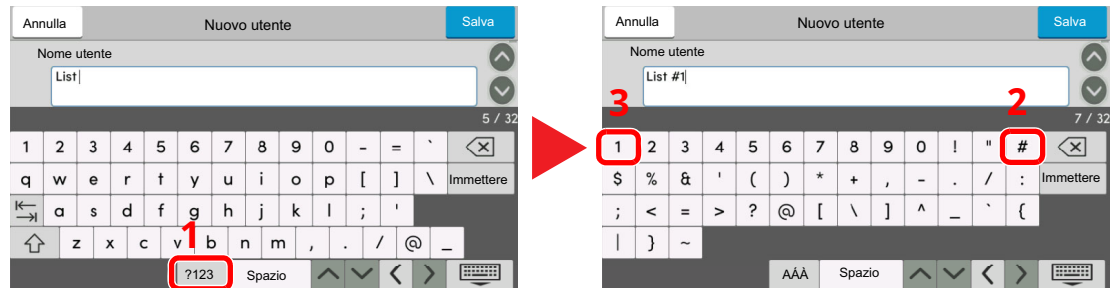 Annulla Nuovo utente Salva
Nome utente
List
5 / 32
1 2 3 4 5 6 7 8 9 0 - = `
q w e r t y u i o p [ ] \ Immettere
a s d f g h j k l ; '
z x c v b n m , . / @ _
1
?123 Spazio
Annulla Nuovo utente Salva
Nome utente
List #1
3 2
7 / 32
1 2 3 4 5 6 7 8 9 0 ! " #
$ % & ' ( ) * + , - . / : Immettere
; < = > ? @ [ \ ] ^ _ ` {
| } ~
AÁÀ Spazio